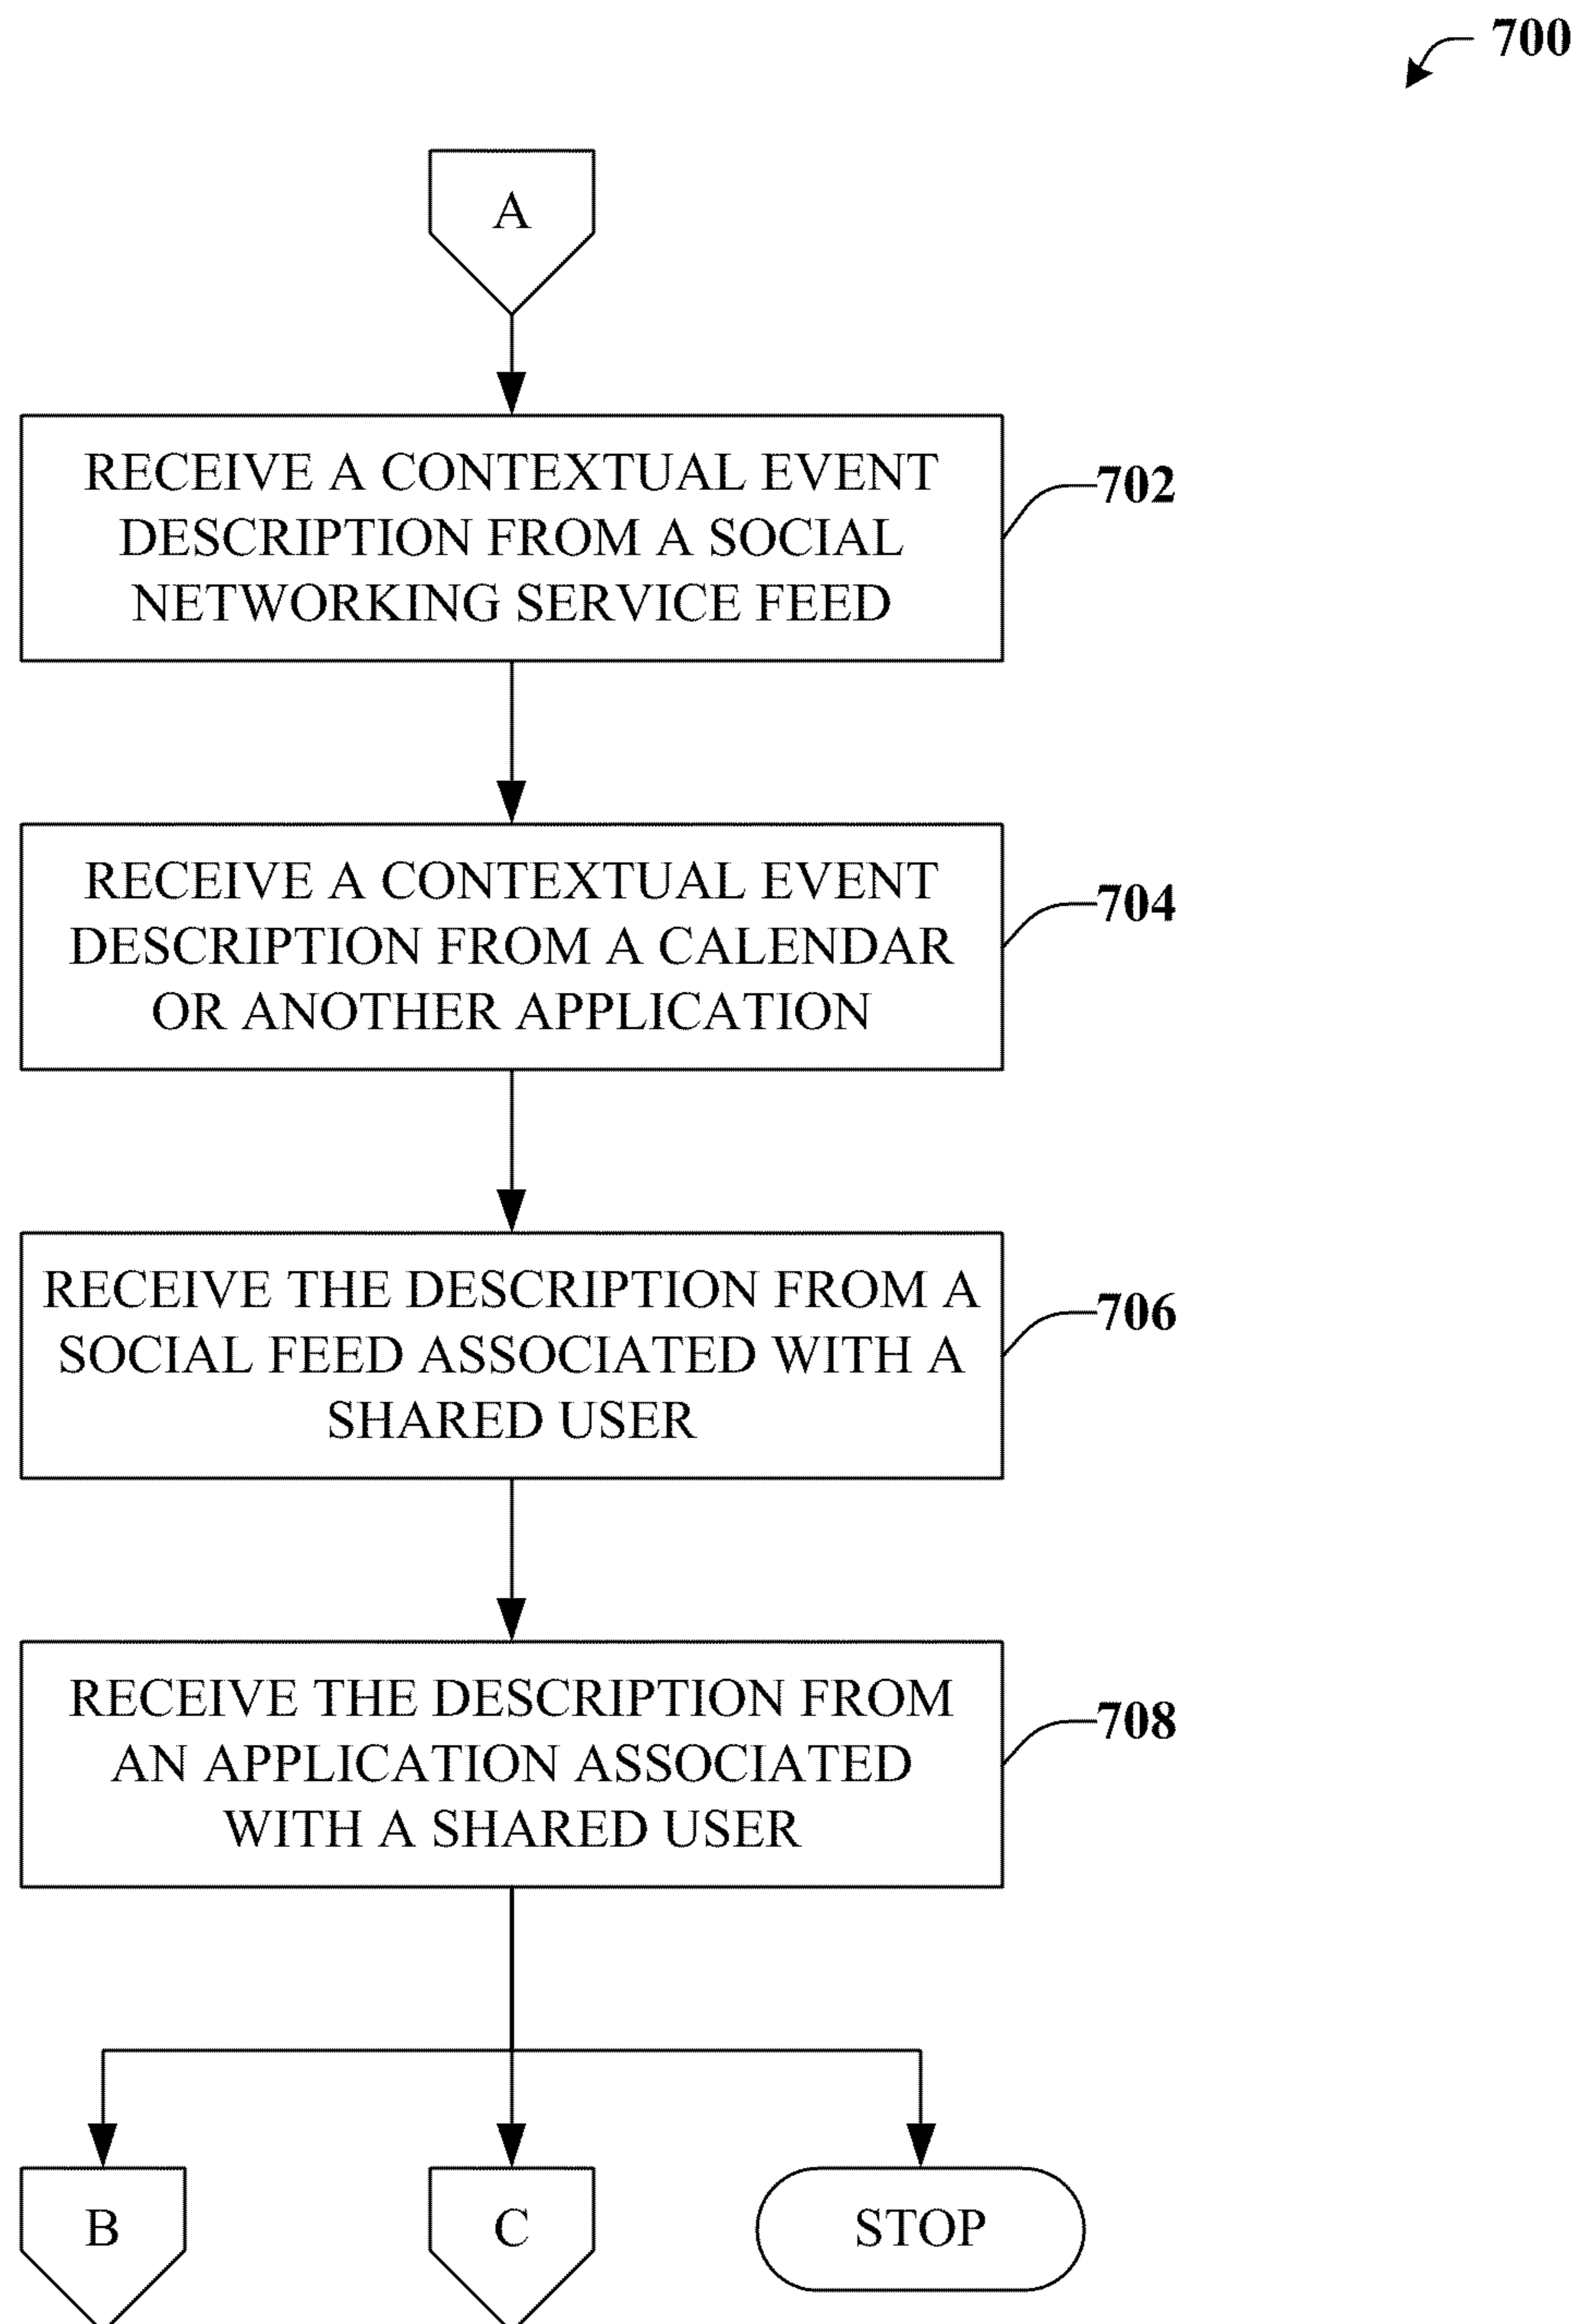 700
A
RECEIVE A CONTEXTUAL EVENT
DESCRIPTION FROM A SOCIAL
NETWORKING SERVICE FEED
702
RECEIVE A CONTEXTUAL EVENT
DESCRIPTION FROM A CALENDAR
OR ANOTHER APPLICATION
704
RECEIVE THE DESCRIPTION FROM A
SOCIAL FEED ASSOCIATED WITH A
SHARED USER
706
RECEIVE THE DESCRIPTION FROM
AN APPLICATION ASSOCIATED
WITH A SHARED USER
708
B
C
STOP